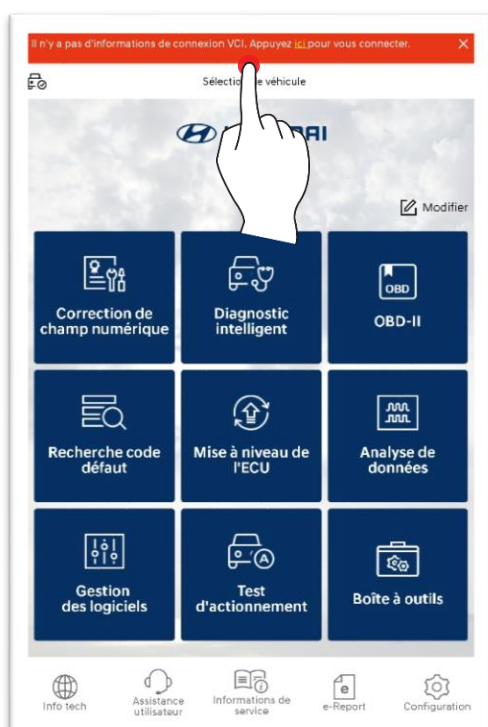 Il n'y a pas d'informations de connexion VCI. Appuyez ici pour vous connecter.
Sélection véhicule
Modifier
Correction de
champ numérique
Diagnostic
intelligent
OBD
OBD-II
Recherche code
défaut
Mise à niveau de
l'ECU
Analyse de
données
Gestion
des logiciels
A
Test
d'actionnement
Boîte à outils
Info tech
Assistance
utilisateur
Informations de
service
e
e-Report
Configuration